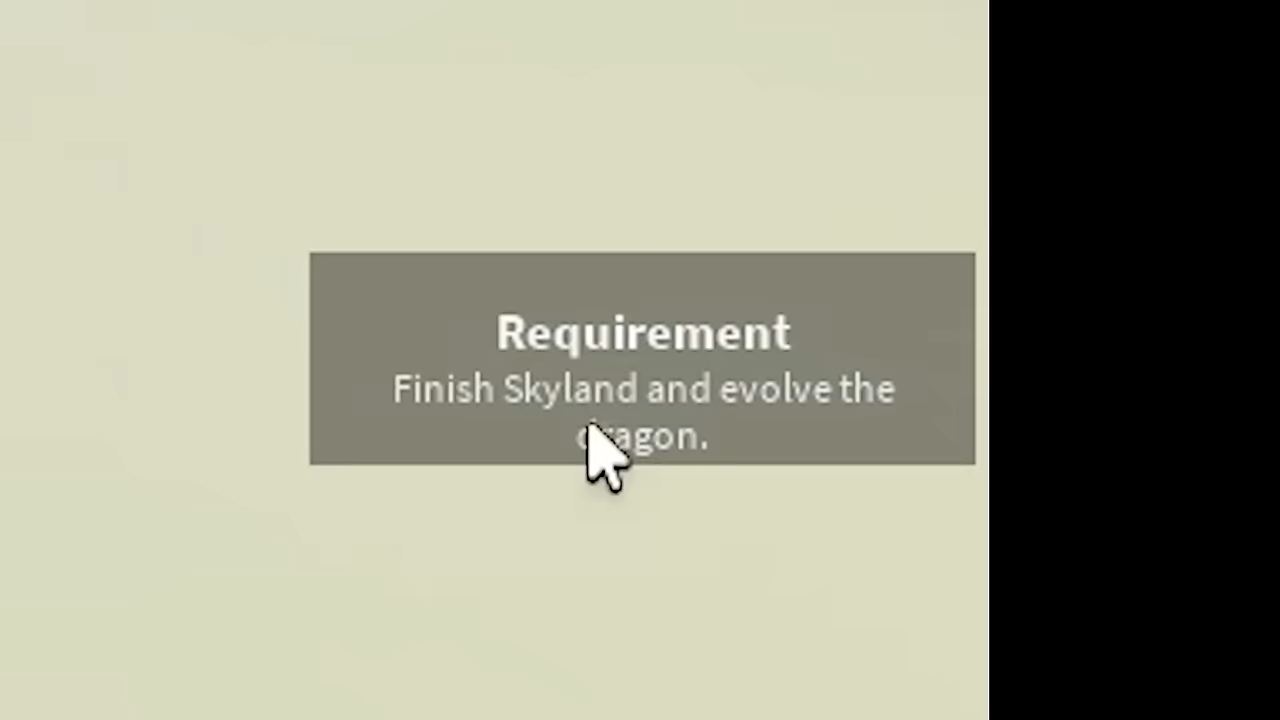 Requirement
Finish Skyland and evolve the
dragon.